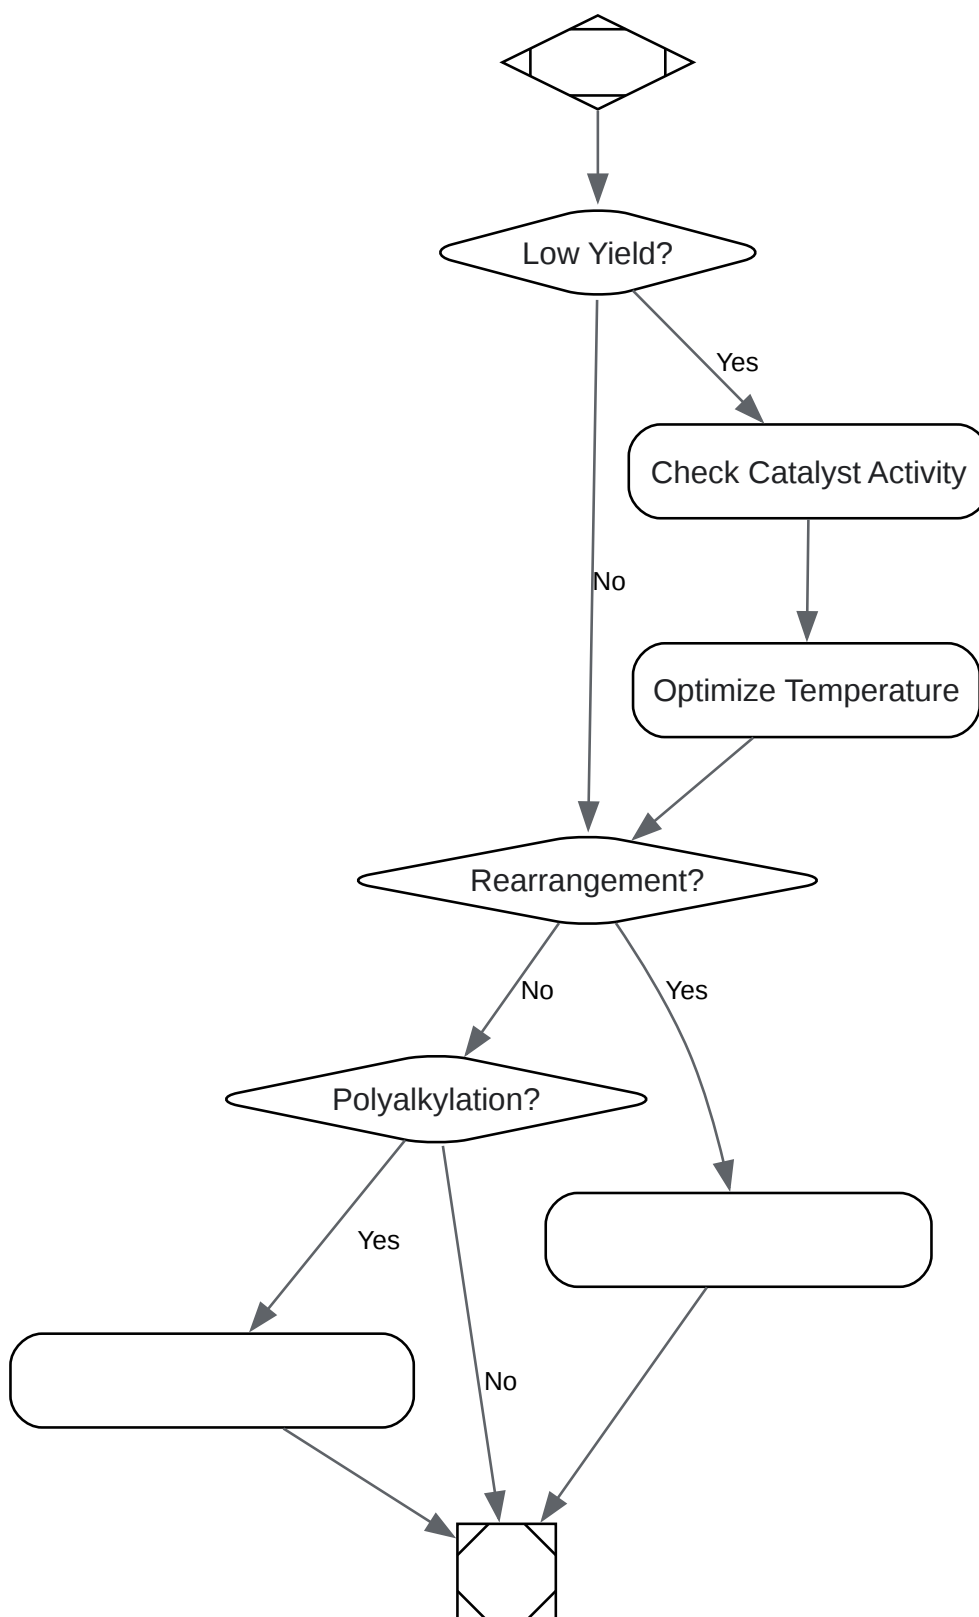 Low Yield?
Yes
Check Catalyst Activity
No
Optimize Temperature
Rearrangement?
No
Yes
Polyalkylation?
Yes
No